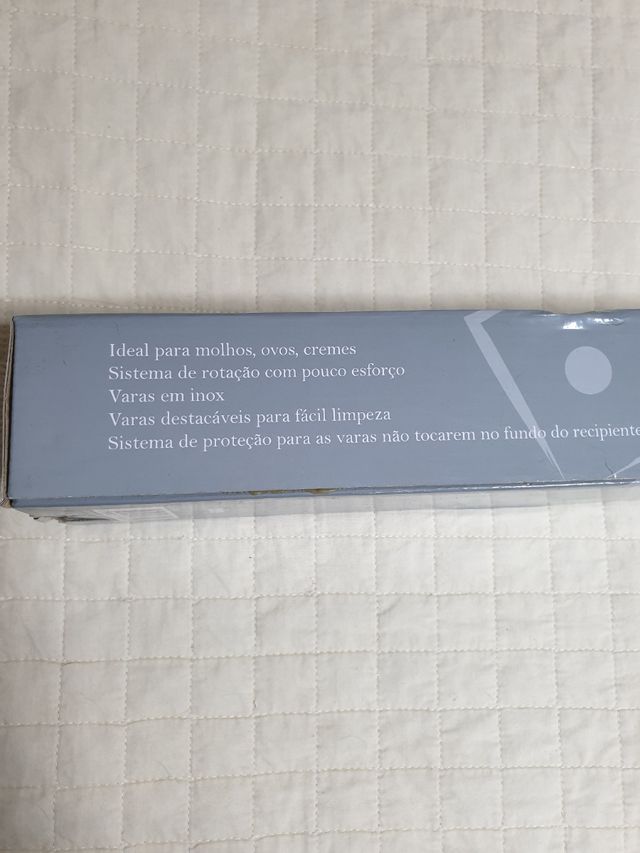 Ideal para molhos, ovos, cremes
Sistema de rotação com pouco esforço
Varas em inox
Varas destacáveis para fácil limpeza
Sistema de proteção para as varas não tocarem no fundo do recipiente